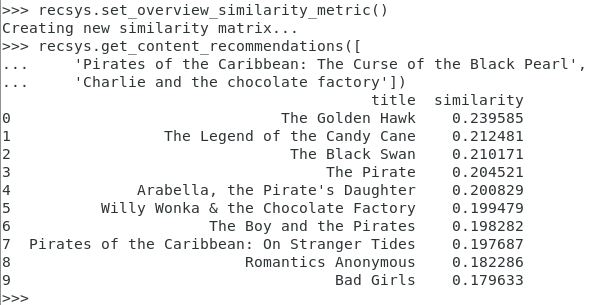 >>> recsys.set_overview_similarity_metric()
Creating new similarity matrix...
>>> recsys.get_content_recommendations([
...     'Pirates of the Caribbean: The Curse of the Black Pearl',
...     'Charlie and the chocolate factory'])
                                         title  similarity
0                              The Golden Hawk    0.239585
1                  The Legend of the Candy Cane    0.212481
2                               The Black Swan    0.210171
3                                   The Pirate    0.204521
4               Arabella, the Pirate's Daughter    0.200829
5           Willy Wonka & the Chocolate Factory    0.199479
6                      The Boy and the Pirates    0.198282
7  Pirates of the Caribbean: On Stranger Tides    0.197687
8                           Romantics Anonymous    0.182286
9                                    Bad Girls    0.179633
>>>